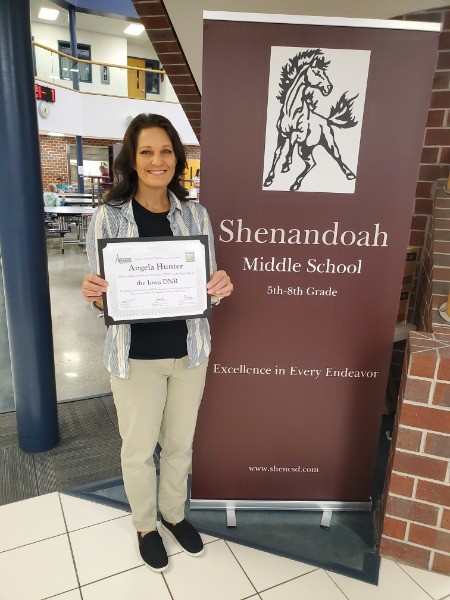 Shenandoah
Middle School
5th-8th Grade
Excellence in Every Endeavor
www.shencsd.com
Angela Hunter
the Iowa DNR